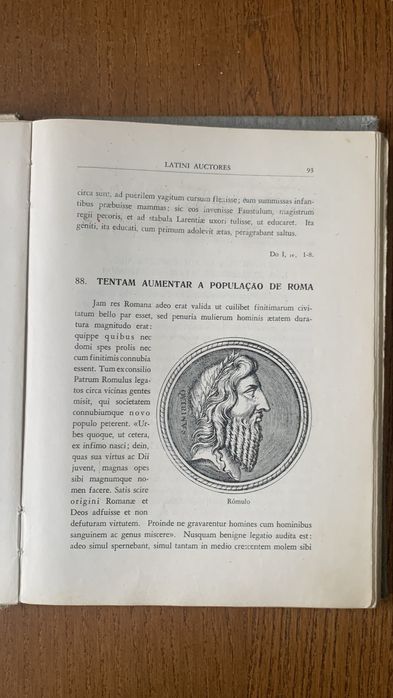 LATINI AUCTORES 95
circa sunt, ad puerilem vagitum cursum flexisse; eum summissas infan-
tibus præbuisse mammas; sic eos invenisse Faustulum, magistrum
regii pecoris, et ad stabula Larentiæ uxori tulisse, ut educaret. Ita
geniti, ita educati, cum primum adolevit ætas, peragrabant saltus.
Do I, 1-8.
88. TENTAM AUMENTAR A POPULAÇÃO DE ROMA
Jam res Romana adeo erat valida ut cuilibet finitimarum civi-
tatum bello par esset, sed penuria mulierum hominis ætatem dura-
tura magnitudo erat:
quippe quibus nec
domi spes prolis nec
cum finitimis connubia
essent. Tum ex consilio
Patrum Romulus lega-
tos circa vicinas gentes
misit, qui societatem
connubiumque novo
populo peterent. «Ur-
bes quoque, ut cetera,
ex infimo nasci; dein,
quas sua virtus ac Dii
juvent, magnas opes
sibi magnumque no-
men facere. Satis scire
origini Romanæ et
Deos adfuisse et non
defuturam virtutem. Proinde ne gravarentur homines cum hominibus
sanguinem ac genus miscere». Nusquam benigne legatio audita est:
adeo simul spernebant, simul tantam in medio crescentem molem sibi
Rómulo